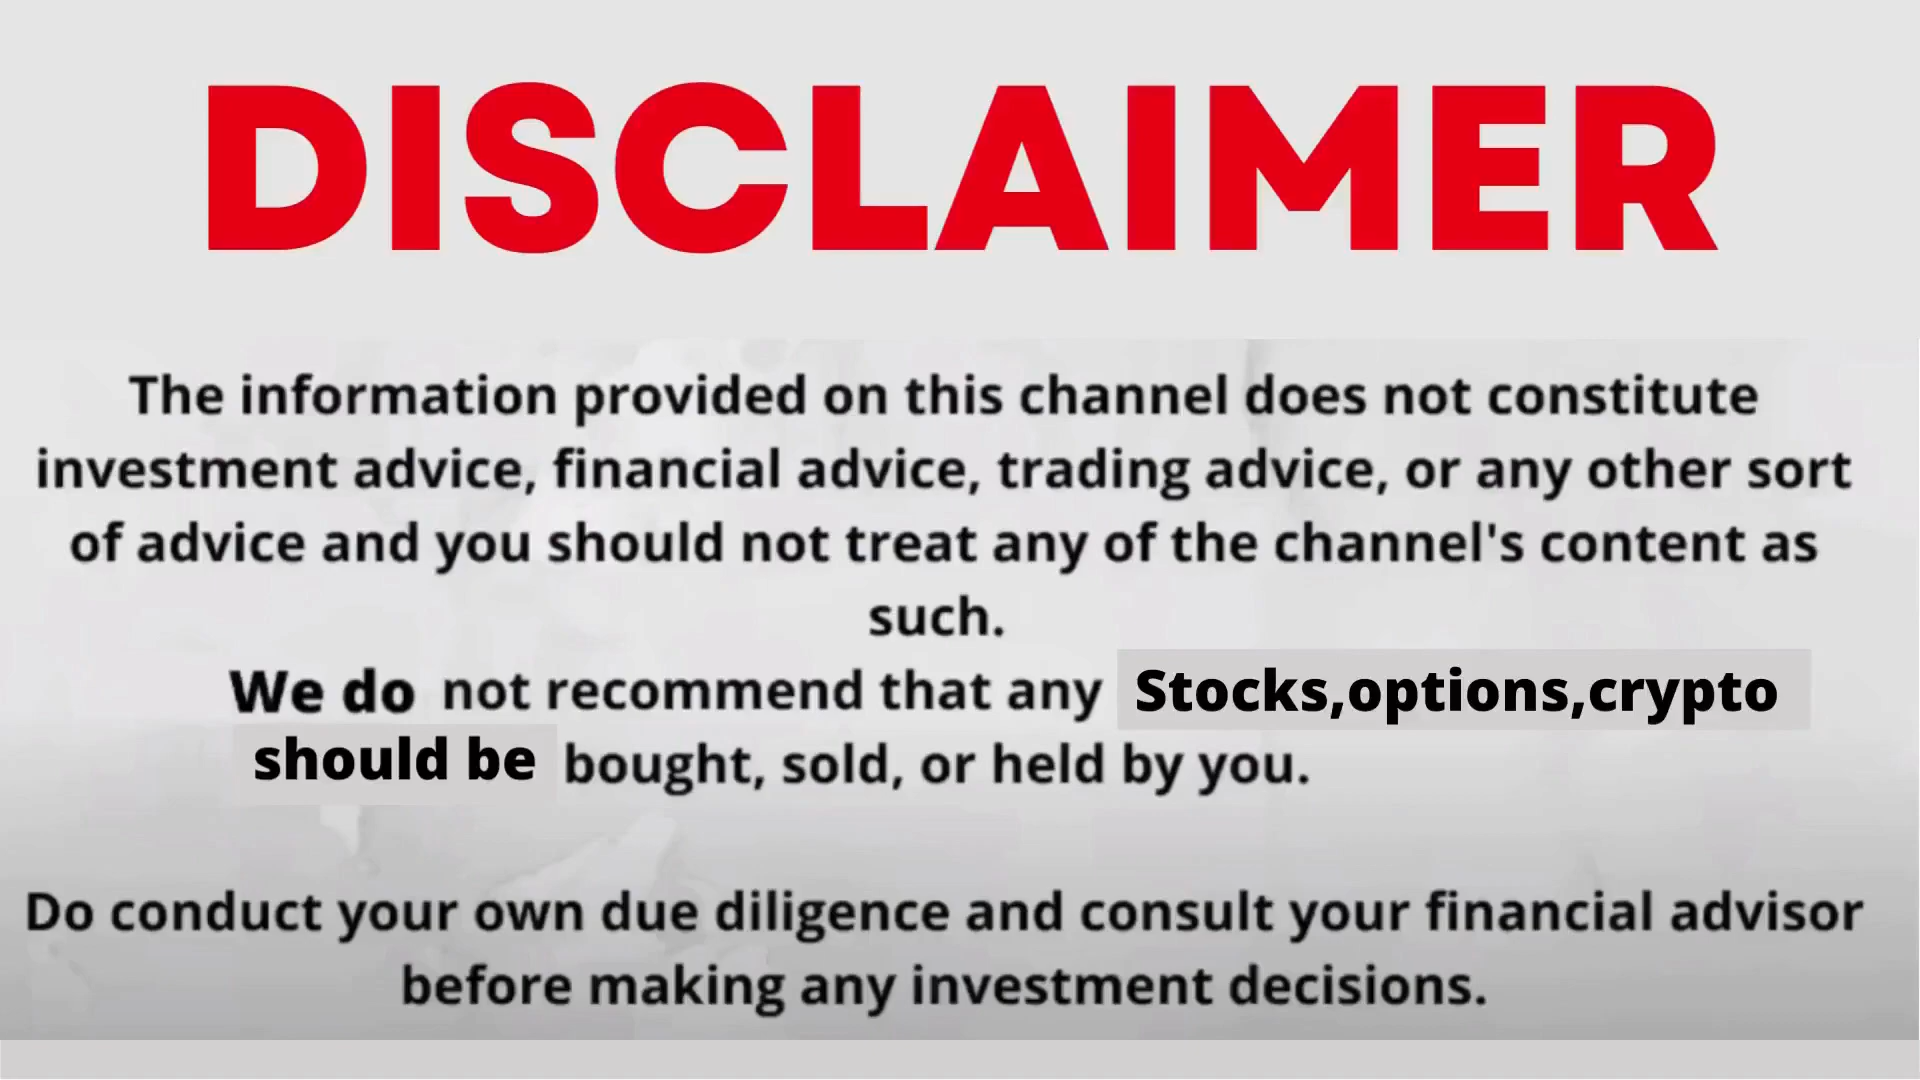 DISCLAIMER
The information provided on this channel does not constitute
investment advice, financial advice, trading advice, or any other sort
of advice and you should not treat any of the channel's content as
such.
We do not recommend that any Stocks,options,crypto
should be bought, sold, or held by you.
Do conduct your own due diligence and consult your financial advisor
before making any investment decisions.